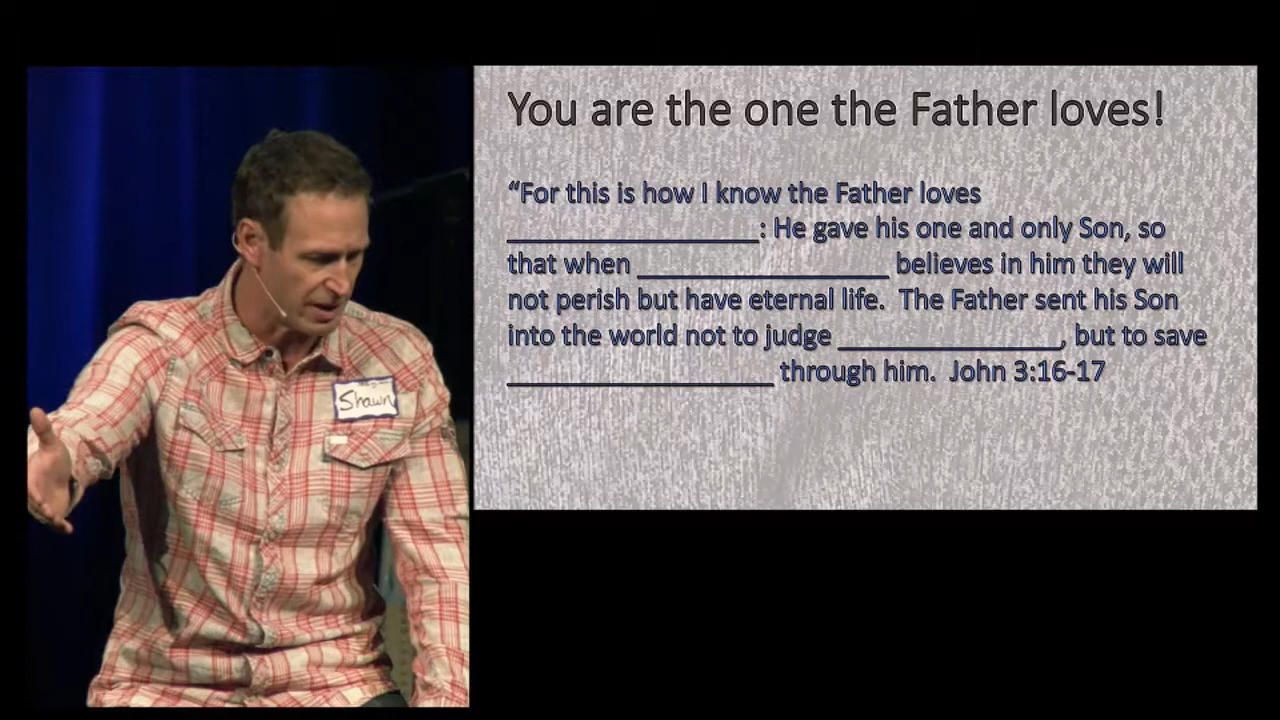 You are the one the Father loves!
“For this is how I know the Father loves
__________________: He gave his one and only Son, so
that when __________________ believes in him they will
not perish but have eternal life.  The Father sent his Son
into the world not to judge ________________, but to save
___________________ through him.  John 3:16-17
Shawn